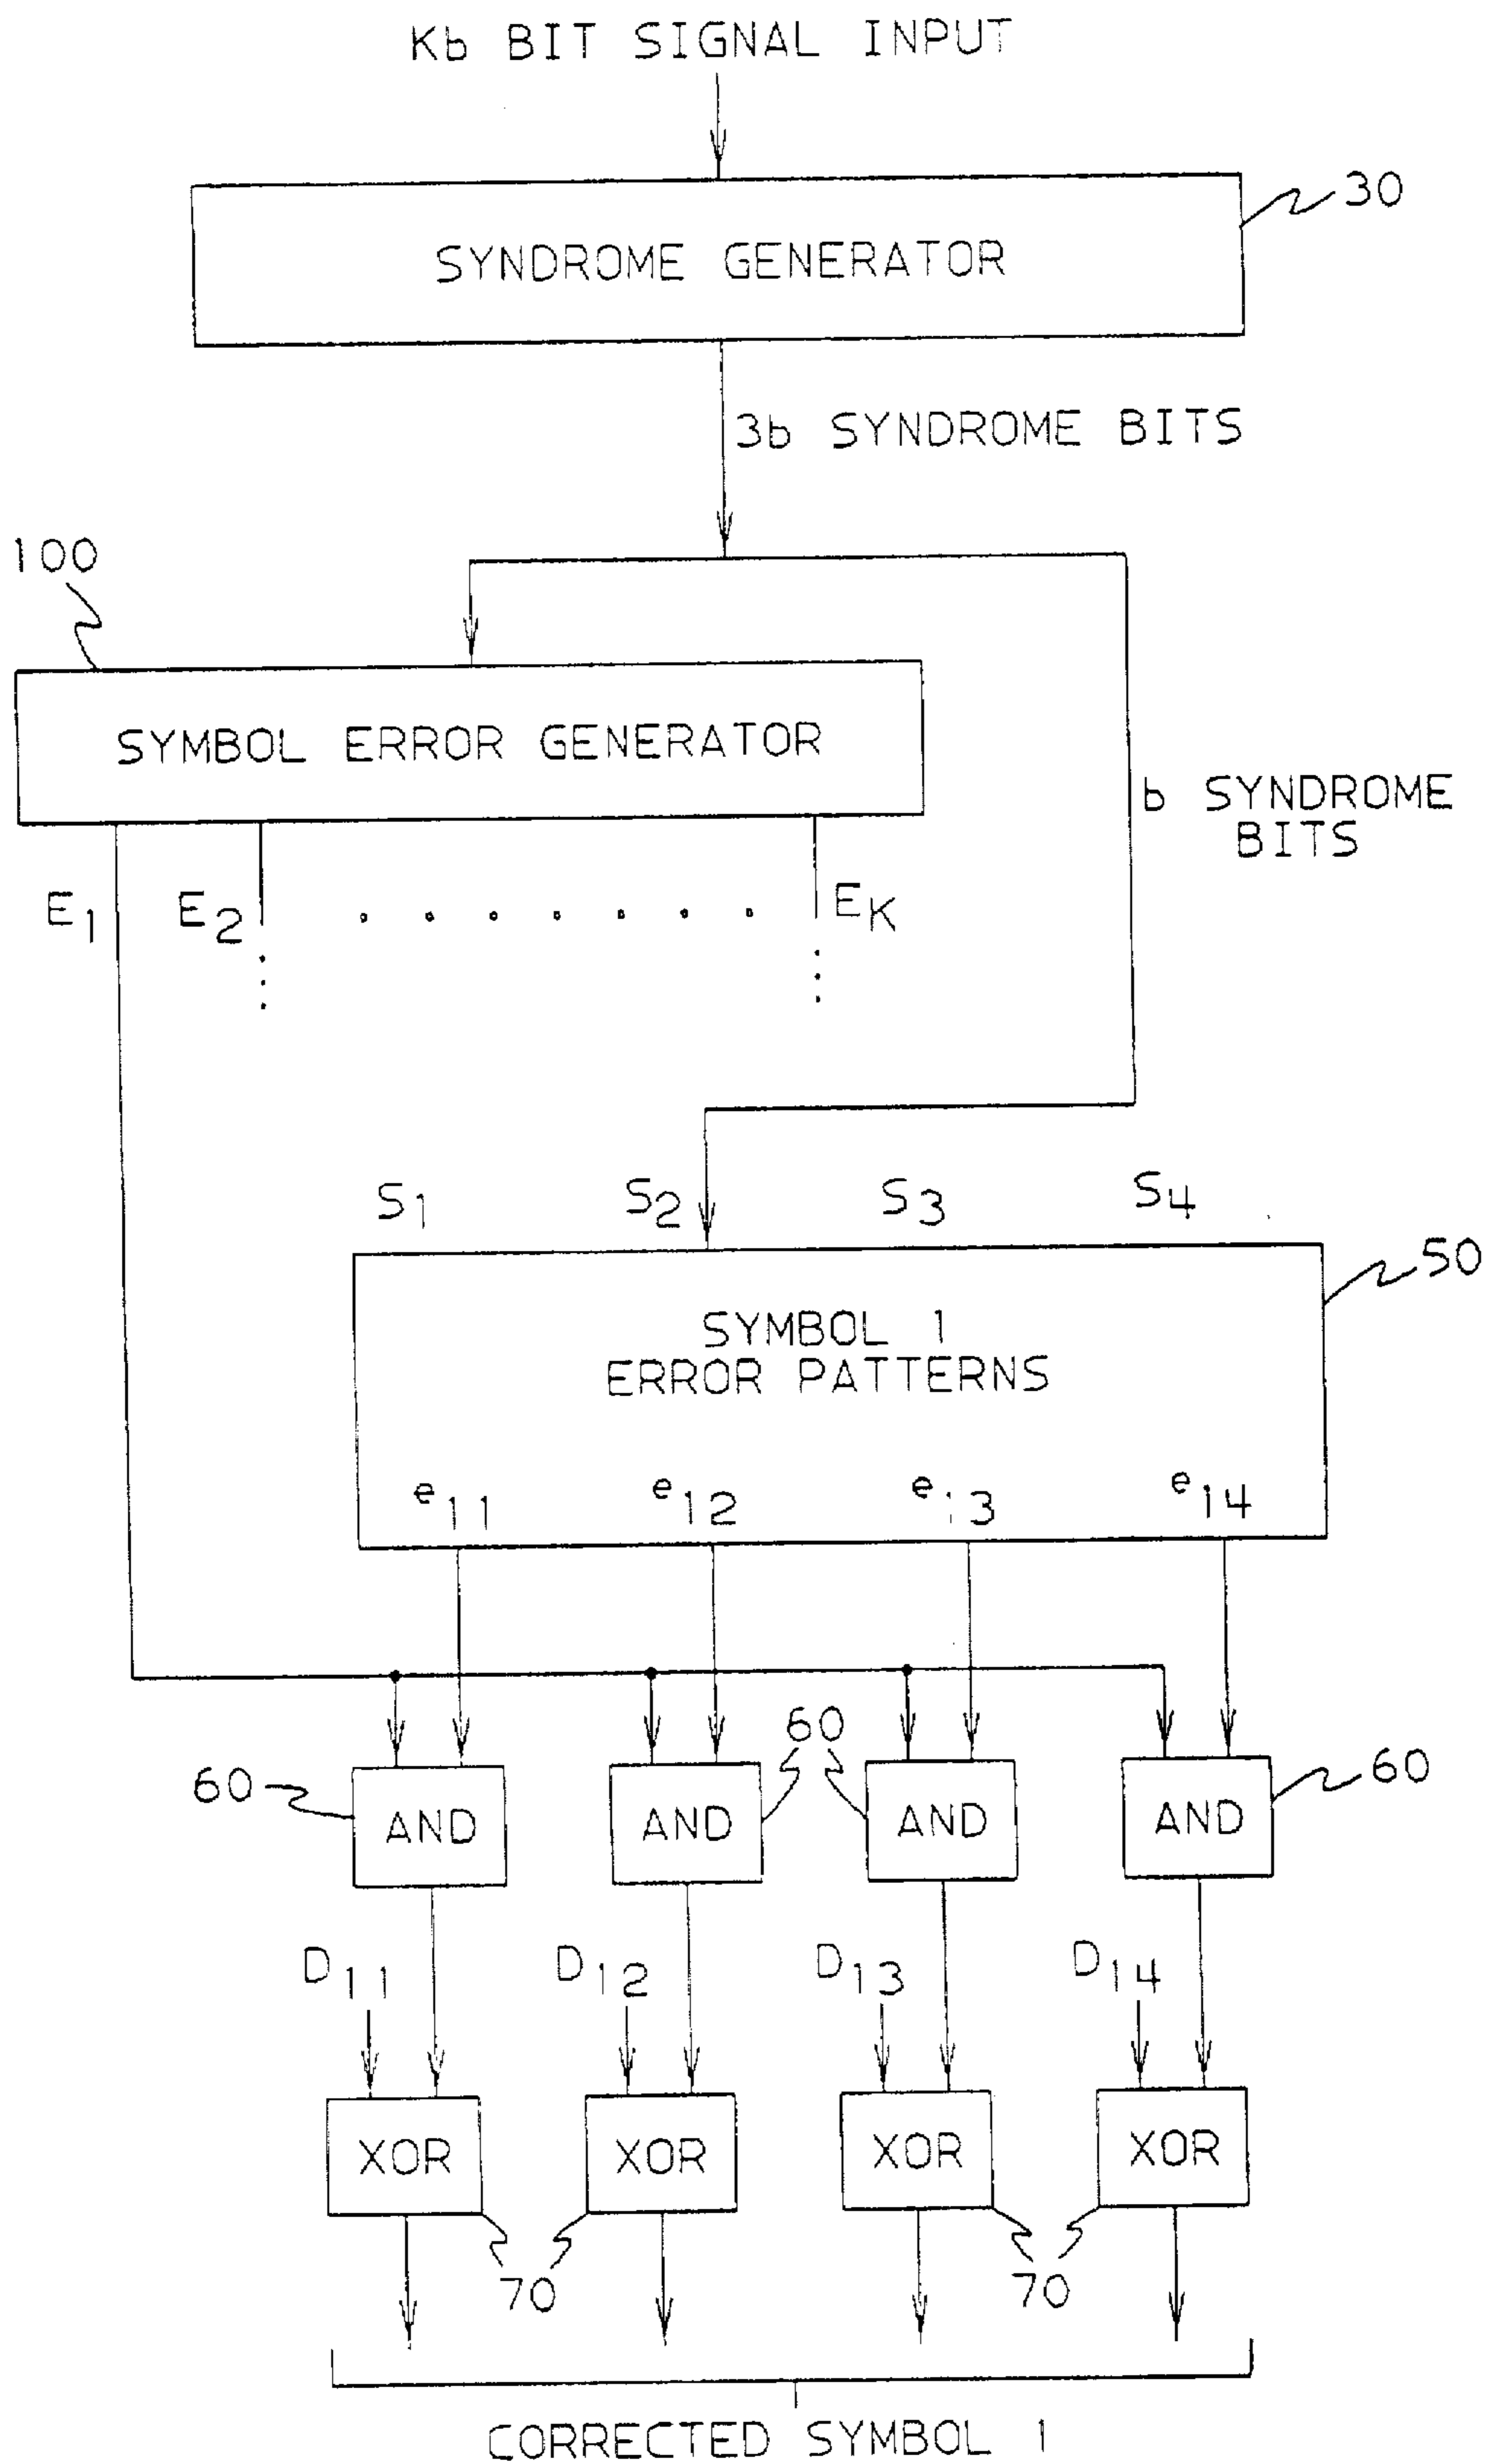 Kb BIT SIGNAL INPUT
30
SYNDROME GENERATOR
3b SYNDROME BITS
100
SYMBOL ERROR GENERATOR
b SYNDROME
BITS
E1 E2 . . . . . . . EK
S1 S2 S3 S4
50
SYMBOL 1
ERROR PATTERNS
e11 e12 e13 e14
60 60 60
AND AND AND AND
D11 D12 D13 D14
XOR XOR XOR XOR
70 70
CORRECTED SYMBOL 1